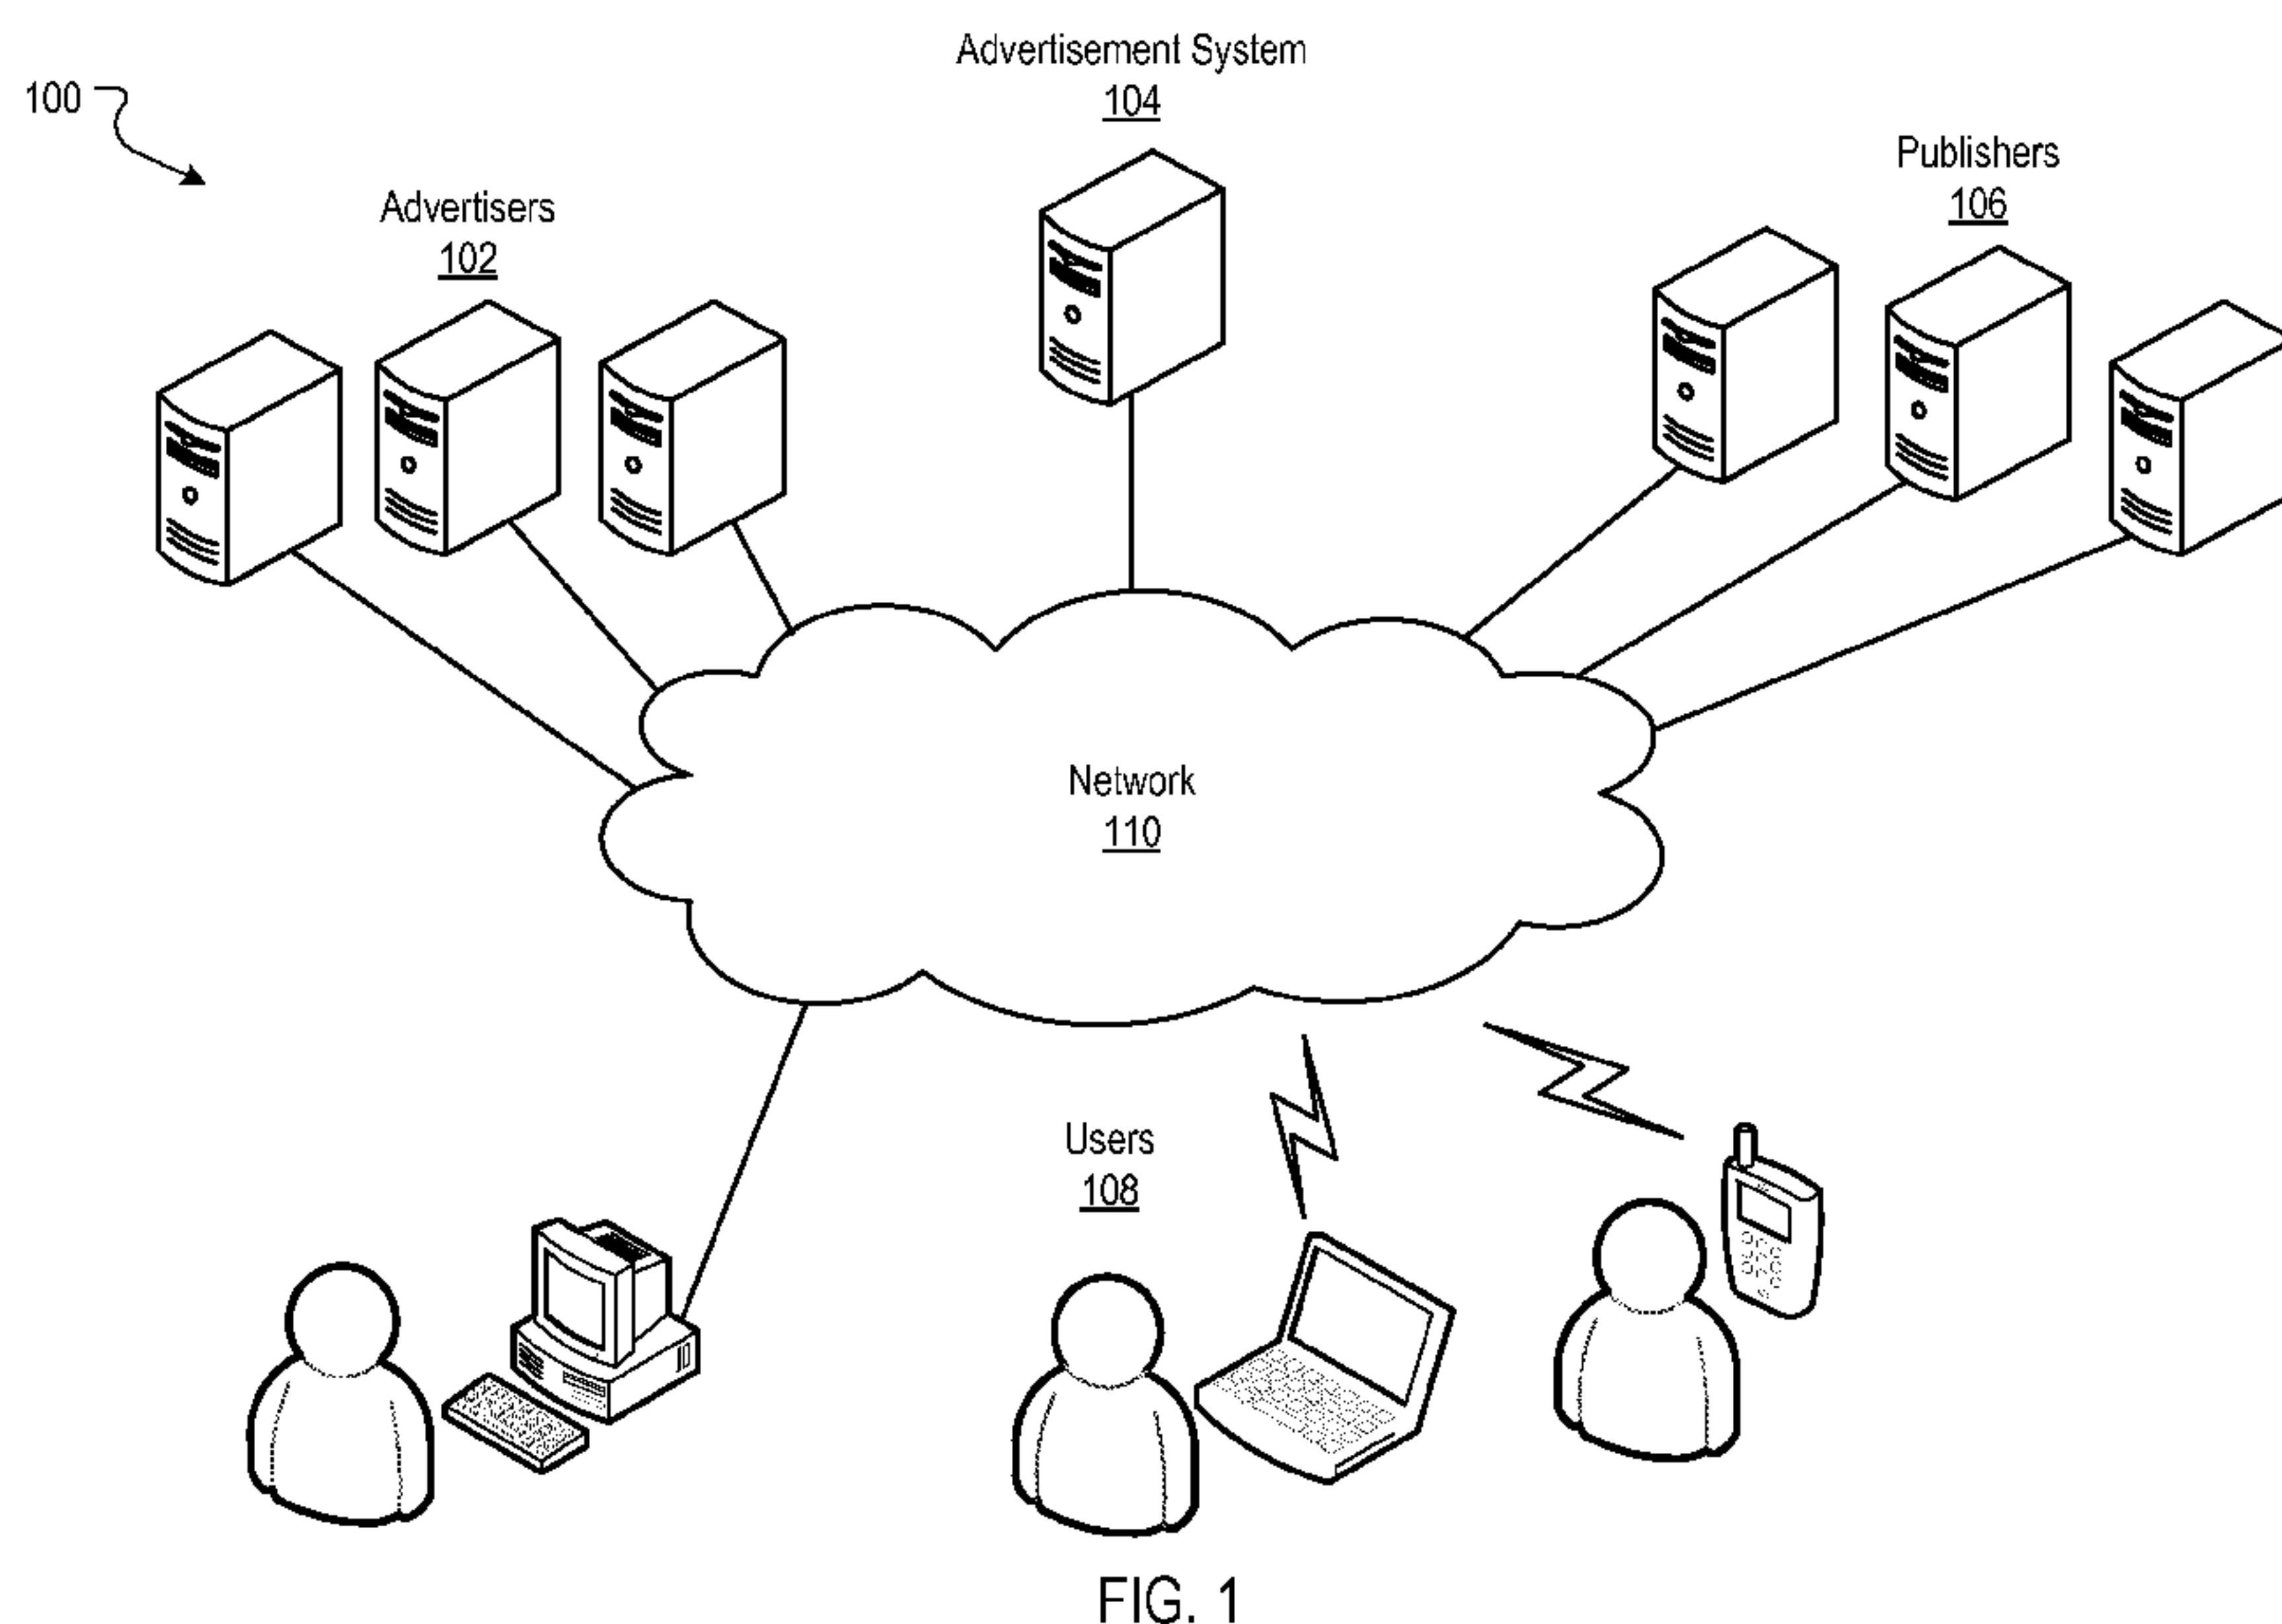 Advertisement System
104
100
Publishers
106
Advertisers
102
Network
110
Users
108
FIG. 1